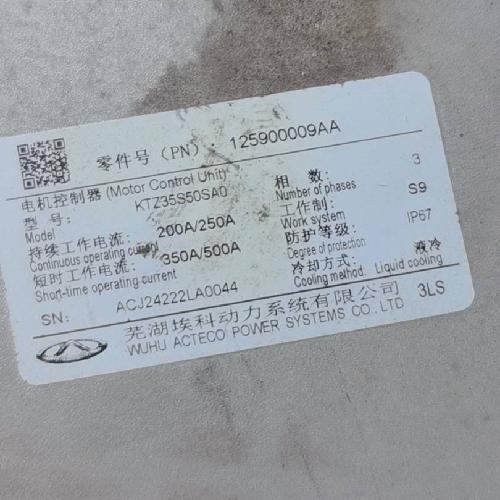 零件号 (PN): 125900009AA
电机控制器 (Motor Control Unit)
型号: KTZ35S50SA0
Model
持续工作电流: 200A/250A
Continuous operating current
短时工作电流: 350A/500A
Short-time operating current
SN: ACJ24222LA0044
相数: 3
Number of phases
工作制: S9
Work system
防护等级: IP67
Degree of protection
冷却方式: 液冷
Cooling method: Liquid cooling
芜湖埃科动力系统有限公司 3LS
WUHU ACTECO POWER SYSTEMS CO.,LTD